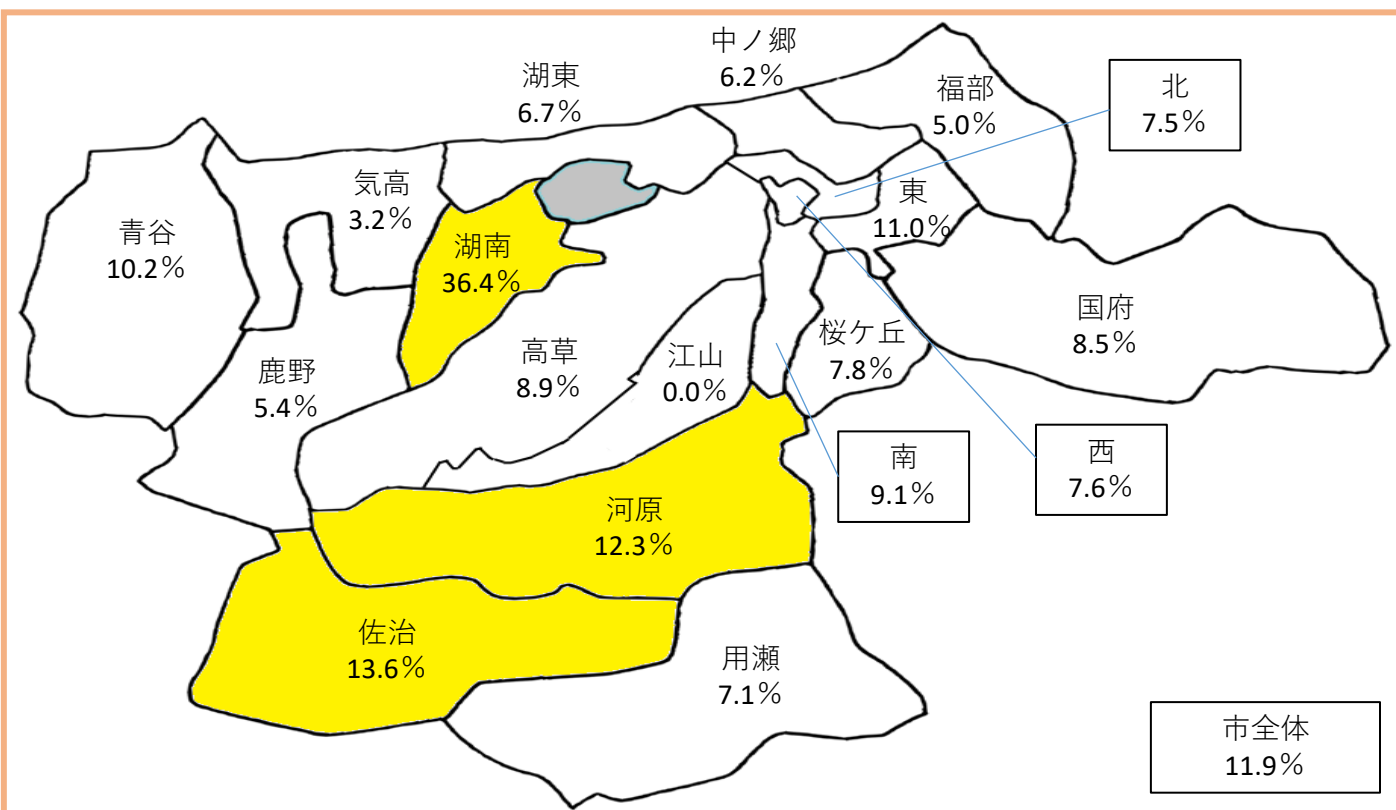 中ノ郷
6.2%
湖東
6.7%
福部
5.0%
北
7.5%
気高
3.2%
東
11.0%
青谷
10.2%
湖南
36.4%
国府
8.5%
高草
8.9%
江山
0.0%
桜ケ丘
7.8%
鹿野
5.4%
南
9.1%
西
7.6%
河原
12.3%
佐治
13.6%
用瀬
7.1%
市全体
11.9%